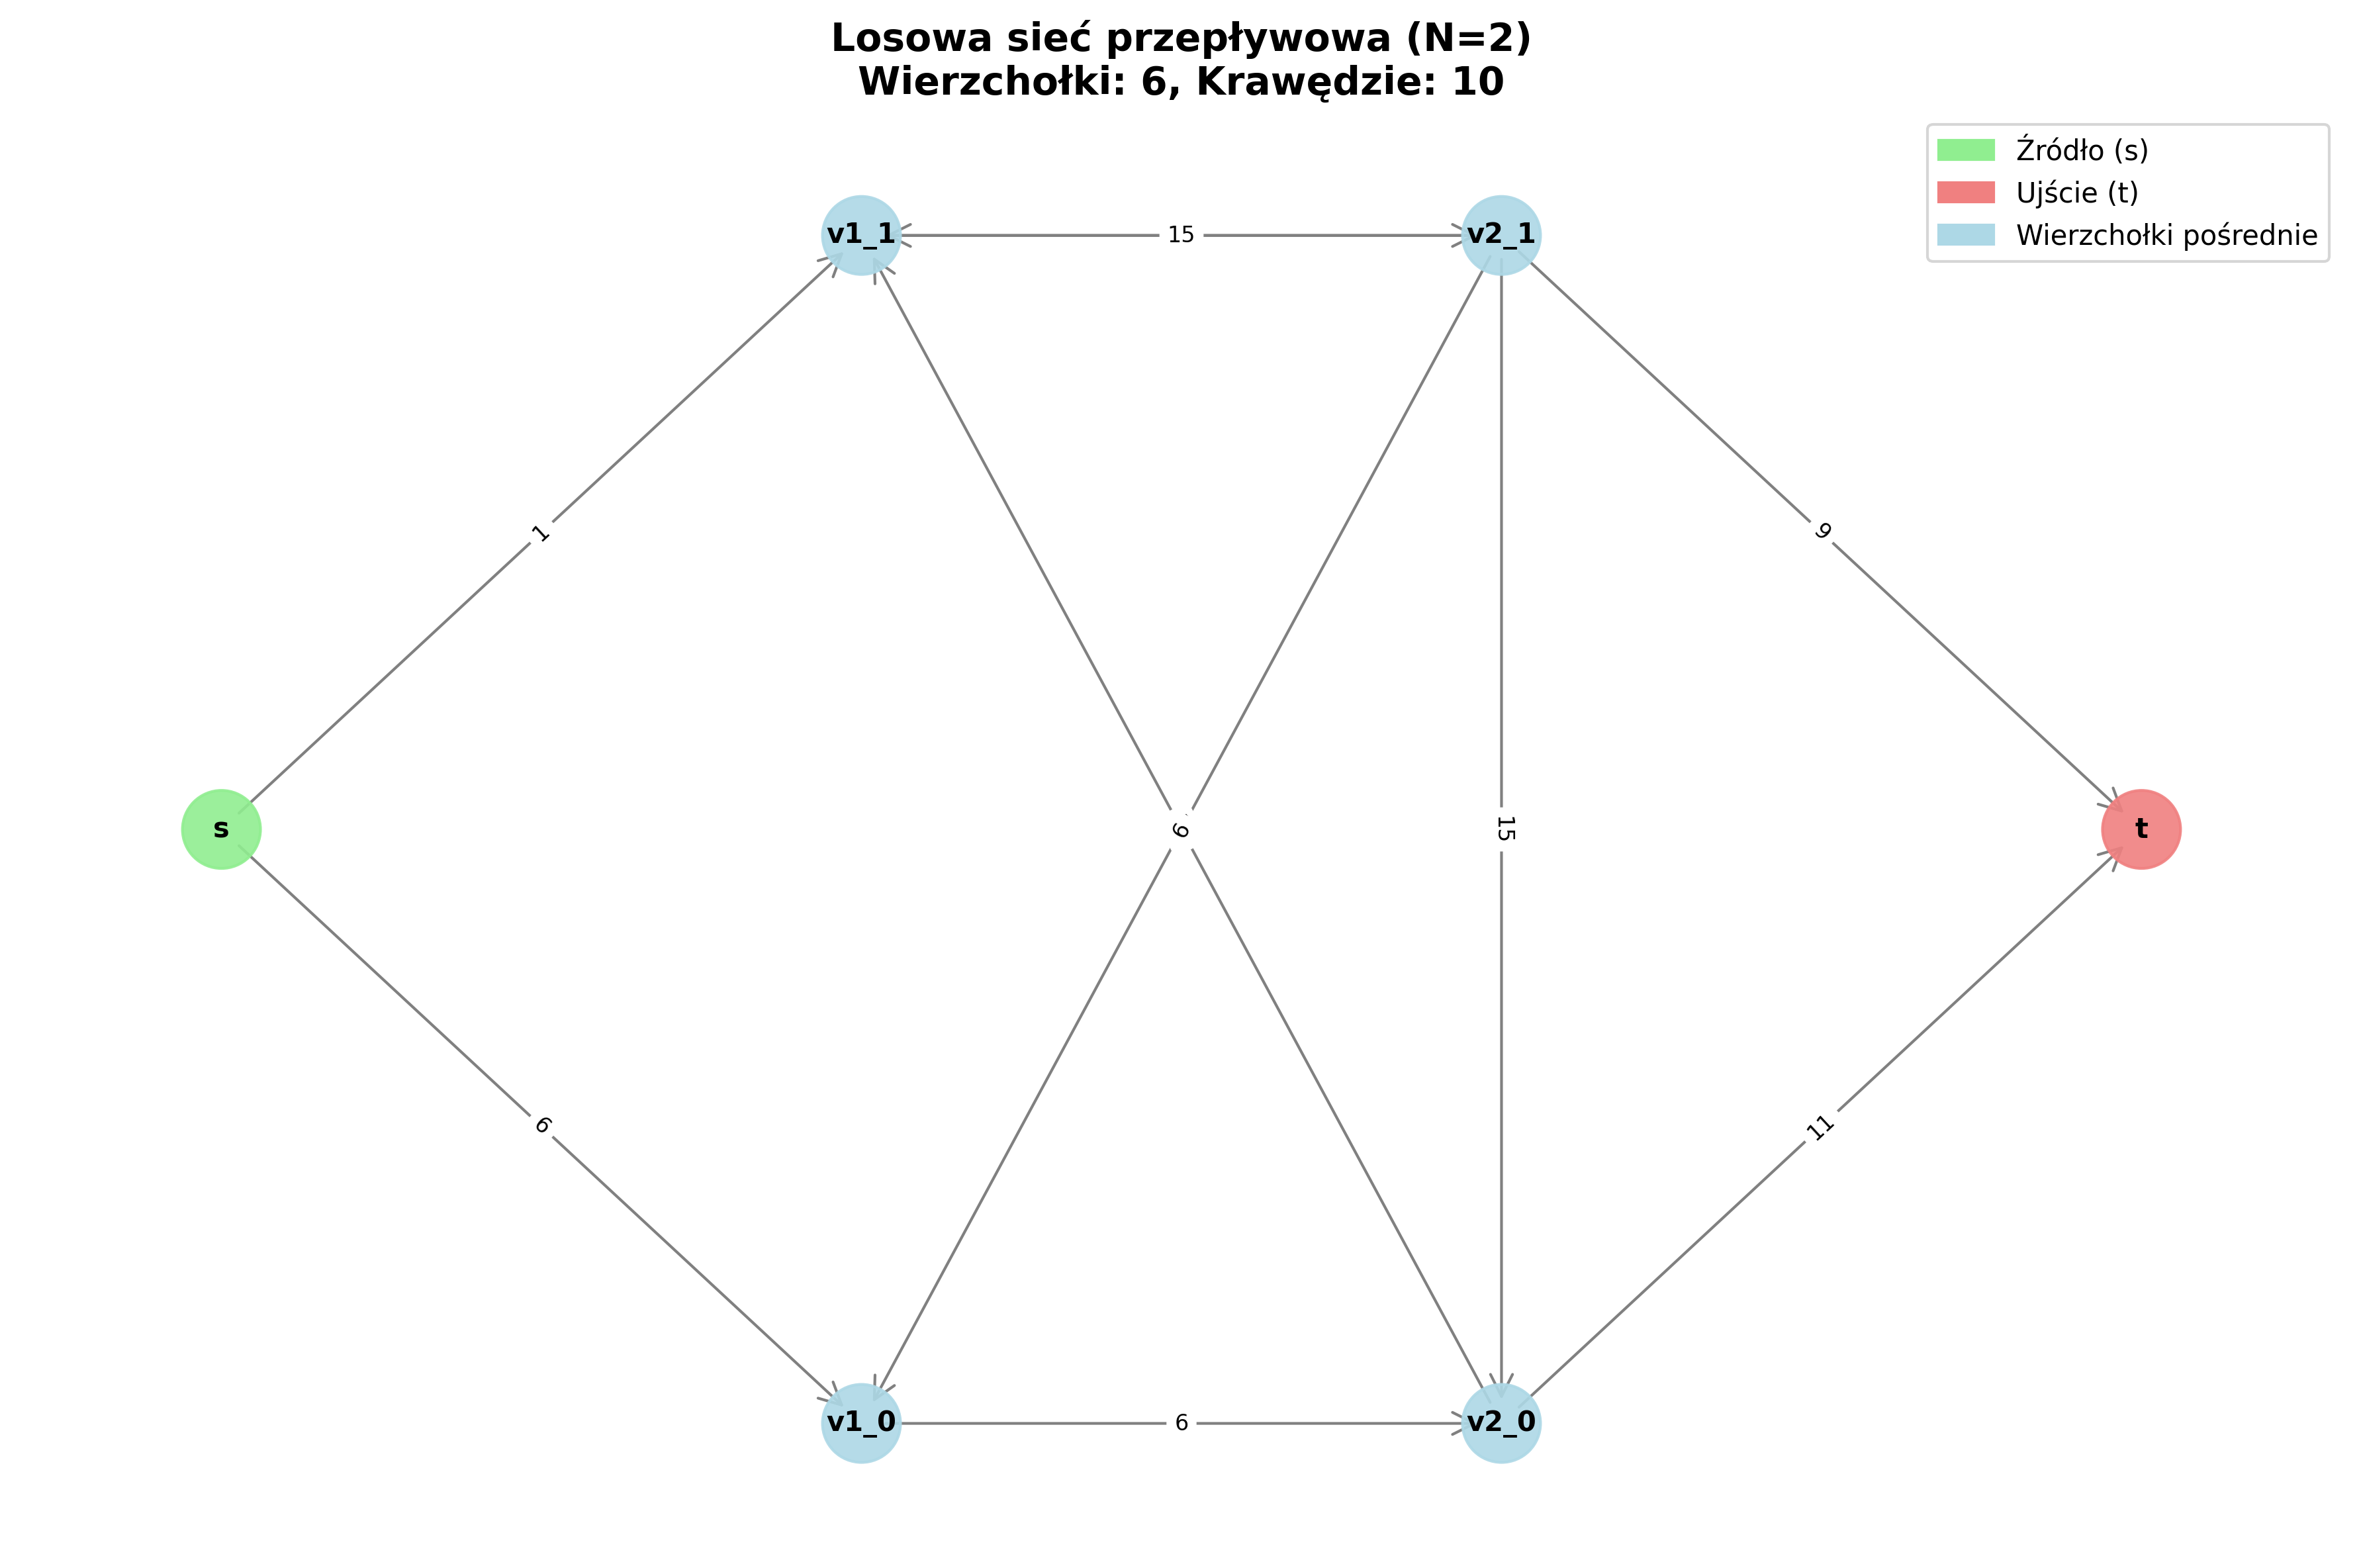 Losowa sieć przepływowa (N=2)
Wierzchołki: 6, Krawędzie: 10
Źródło (s)
Ujście (t)
Wierzchołki pośrednie
v1_1
15
v2_1
1
9
s
15
t
6
11
v1_0
6
v2_0